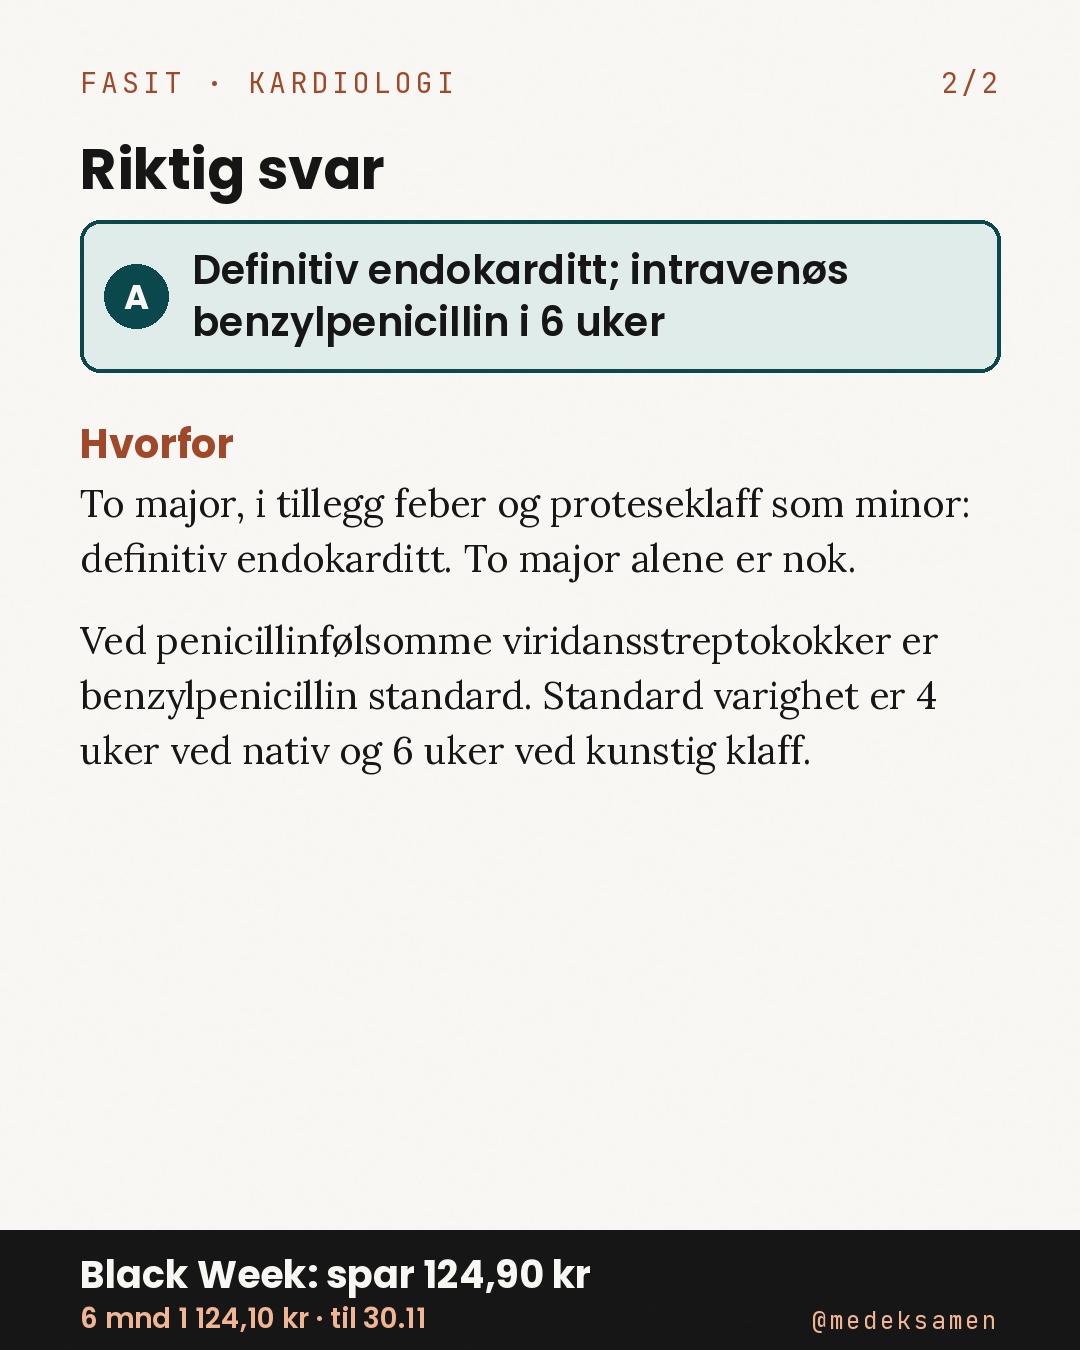 FASIT · KARDIOLOGI 2/2
Riktig svar
A Definitiv endokarditt; intravenøs
benzylpenicillin i 6 uker
Hvorfor
To major, i tillegg feber og proteseklaff som minor:
definitiv endokarditt. To major alene er nok.
Ved penicillinfølsomme viridansstreptokokker er
benzylpenicillin standard. Standard varighet er 4
uker ved nativ og 6 uker ved kunstig klaff.
Black Week: spar 124,90 kr
6 mnd 1 124,10 kr · til 30.11
@medeksamen